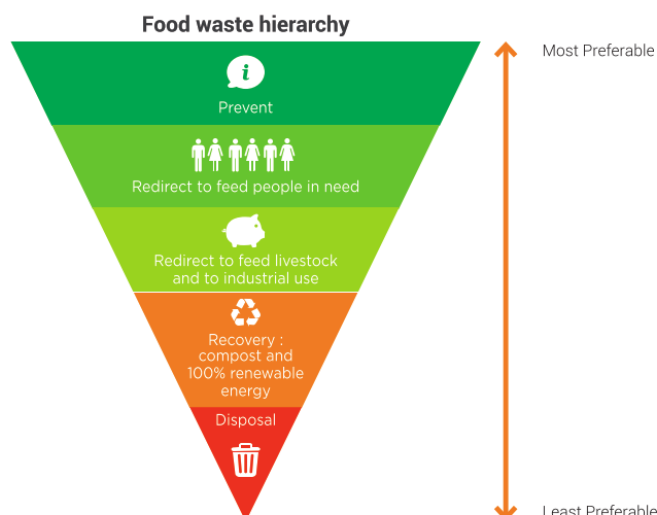 Food waste hierarchy
Most Preferable
i
Prevent
Redirect to feed people in need
Redirect to feed livestock
and to industrial use
Recovery :
compost and
100% renewable
energy
Disposal
Least Preferable